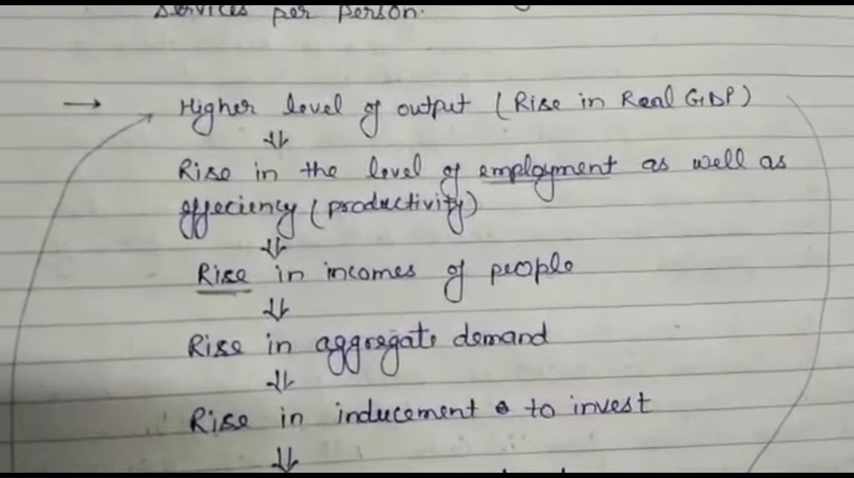 services per person.
→ Higher level of output (Rise in Real GDP)
⇓
Rise in the level of employment as well as
effeciency (productivity)
⇓
Rise in incomes of people
⇓
Rise in aggregate demand
⇓
Rise in inducement to invest
⇓